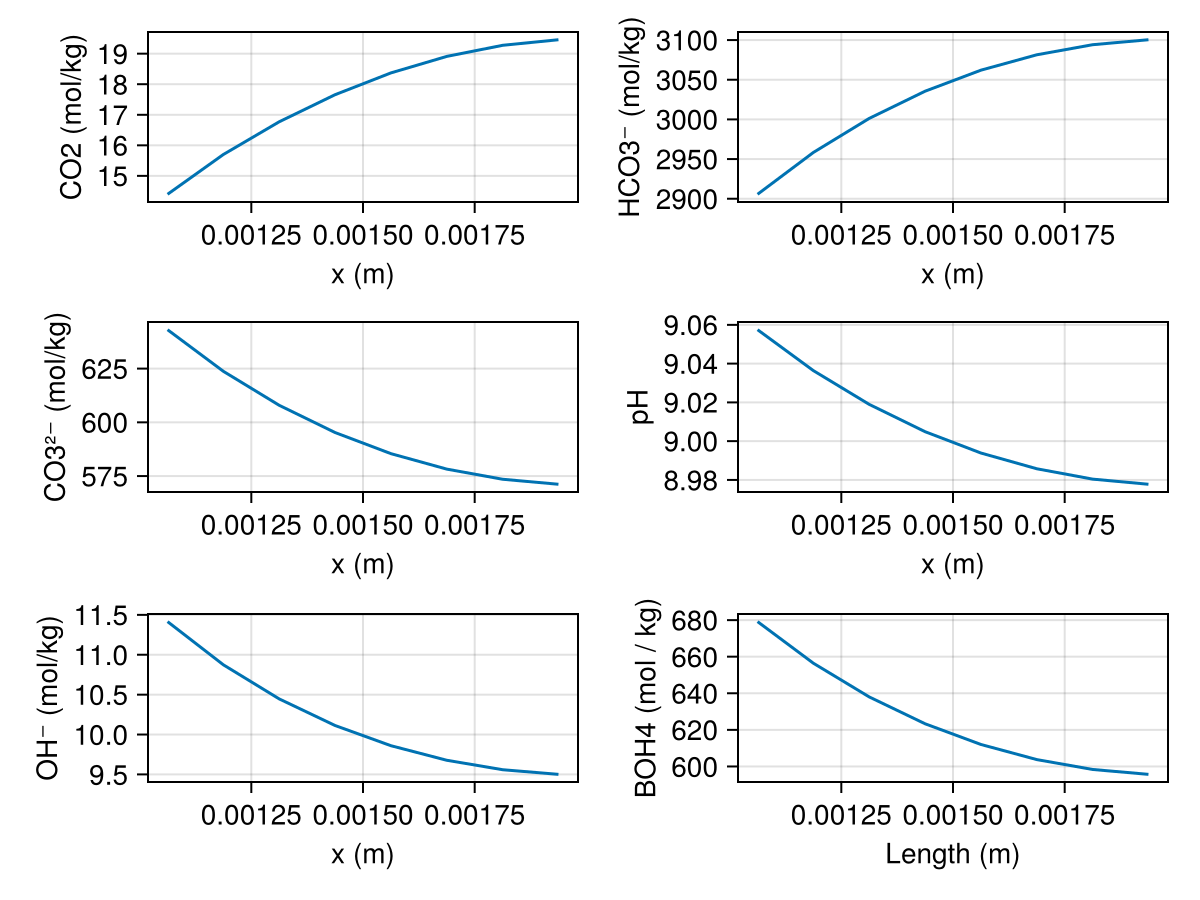 CO2 (mol/kg)
19
18
17
16
15
0.00125 0.00150 0.00175
x (m)
HCO3⁻ (mol/kg)
3100
3050
3000
2950
2900
0.00125 0.00150 0.00175
x (m)
CO3²⁻ (mol/kg)
625
600
575
0.00125 0.00150 0.00175
x (m)
pH
9.06
9.04
9.02
9.00
8.98
0.00125 0.00150 0.00175
x (m)
OH⁻ (mol/kg)
11.5
11.0
10.5
10.0
9.5
0.00125 0.00150 0.00175
x (m)
BOH4 (mol / kg)
680
660
640
620
600
0.00125 0.00150 0.00175
Length (m)